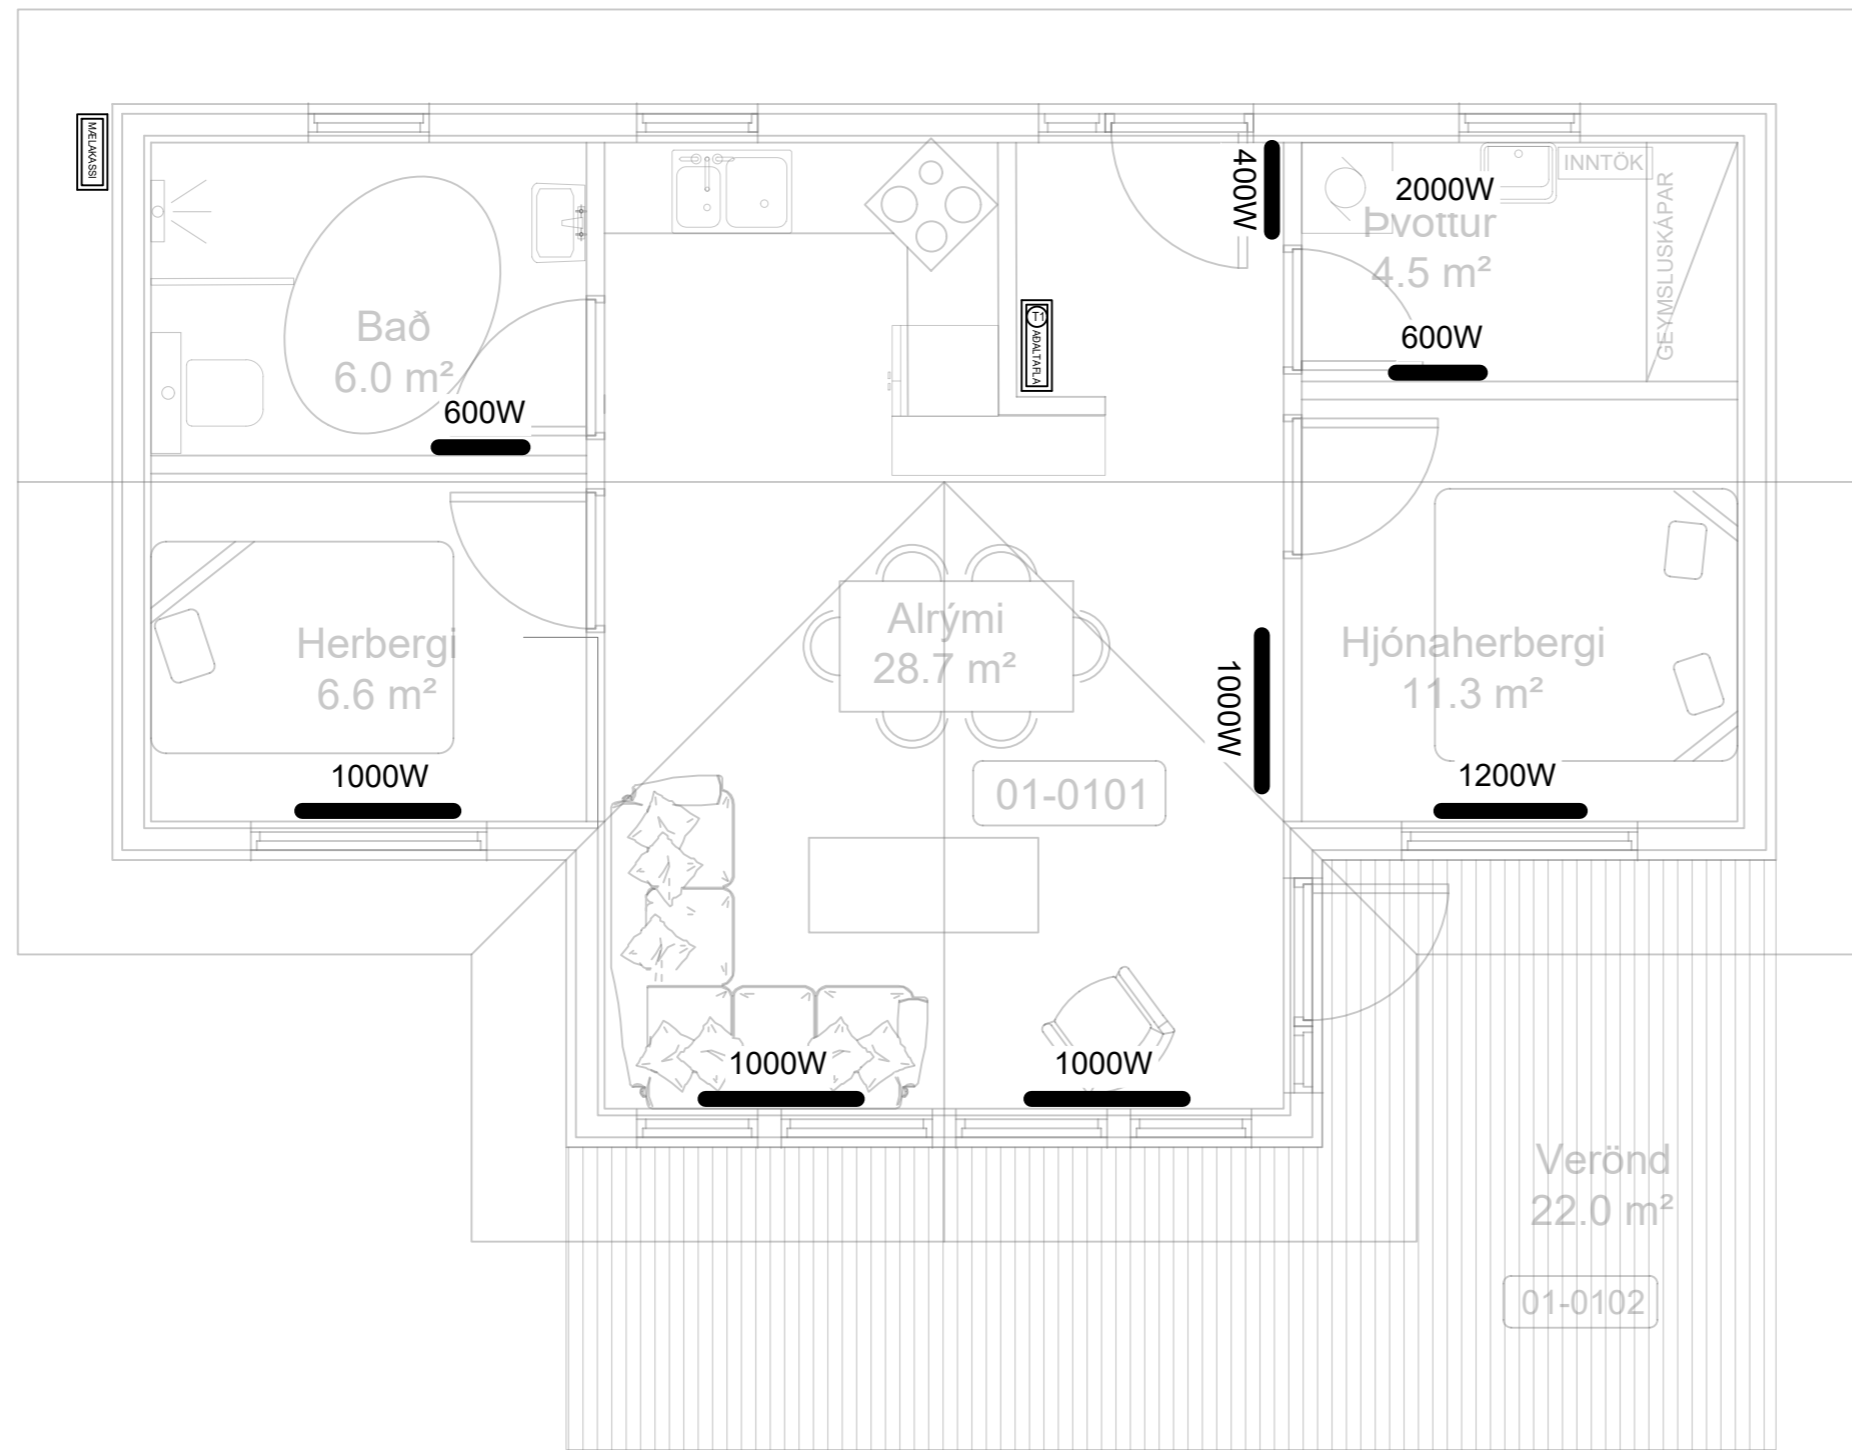 MÆLAKASSI
400W
2000W
INNTÖK
Þvottur
4.5 m²
GEYMSLUSKÁPAR
600W
Bað
6.0 m²
600W
T1
AÐALTAFLA
Herbergi
6.6 m²
1000W
Alrými
28.7 m²
01-0101
1000W
Hjónaherbergi
11.3 m²
1200W
1000W
1000W
Verönd
22.0 m²
01-0102